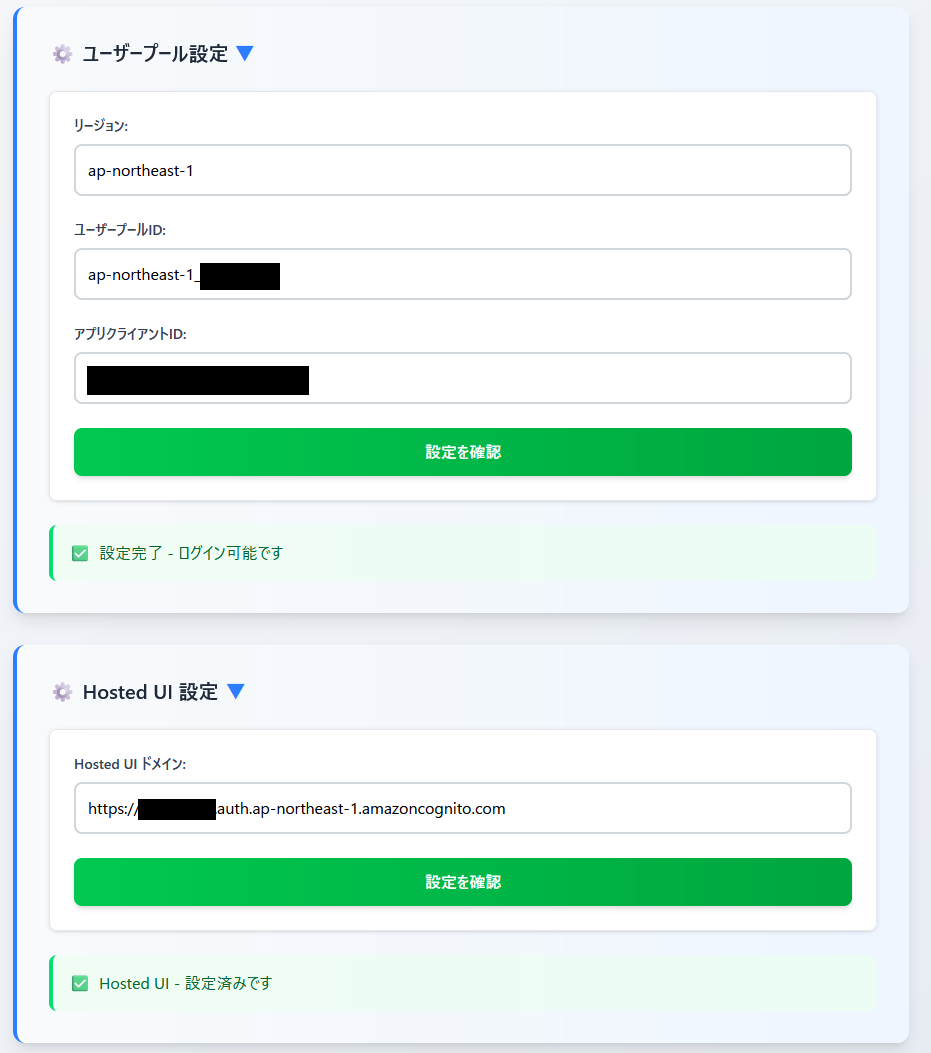 ユーザープール設定 ▼
リージョン:
ap-northeast-1
ユーザープールID:
ap-northeast-1_
アプリクライアントID:
設定を確認
設定完了 - ログイン可能です
Hosted UI 設定 ▼
Hosted UI ドメイン:
https:// auth.ap-northeast-1.amazoncognito.com
設定を確認
Hosted UI - 設定済みです